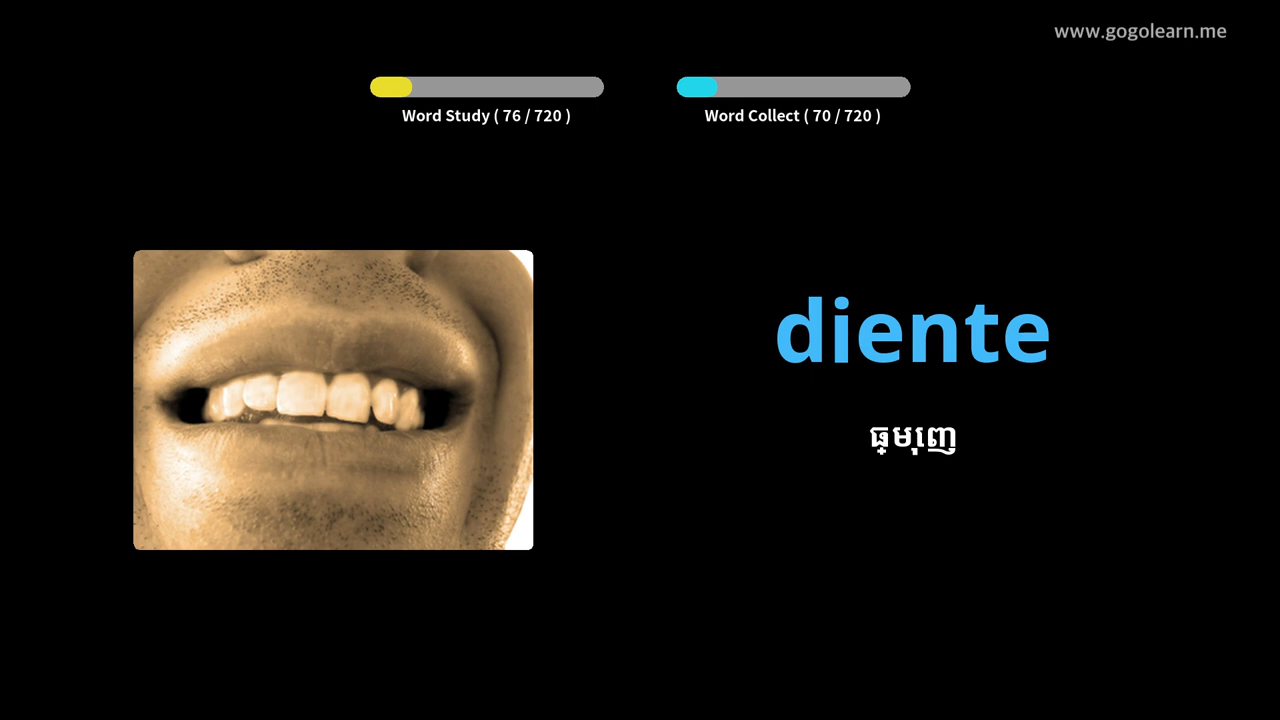 www.gogolearn.me
Word Study ( 76 / 720 )
Word Collect ( 70 / 720 )
diente
ធ្មេញ